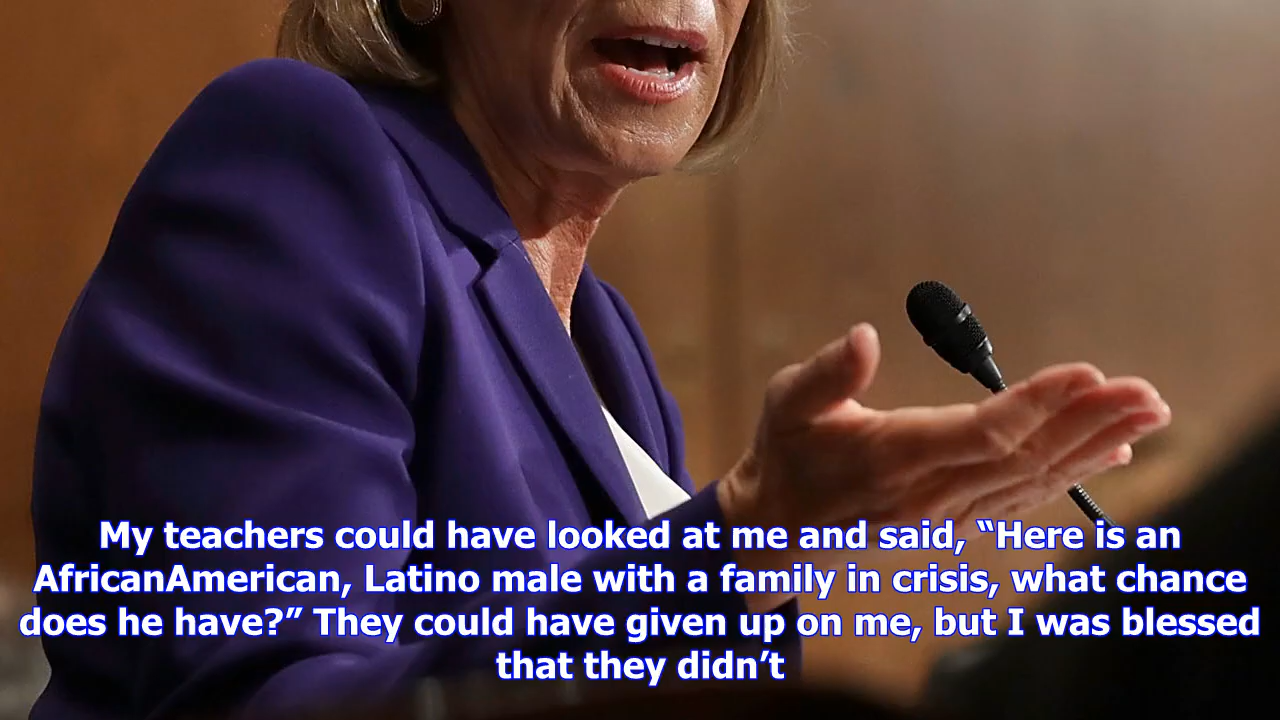 My teachers could have looked at me and said, “Here is an
AfricanAmerican, Latino male with a family in crisis, what chance
does he have?” They could have given up on me, but I was blessed
that they didn’t